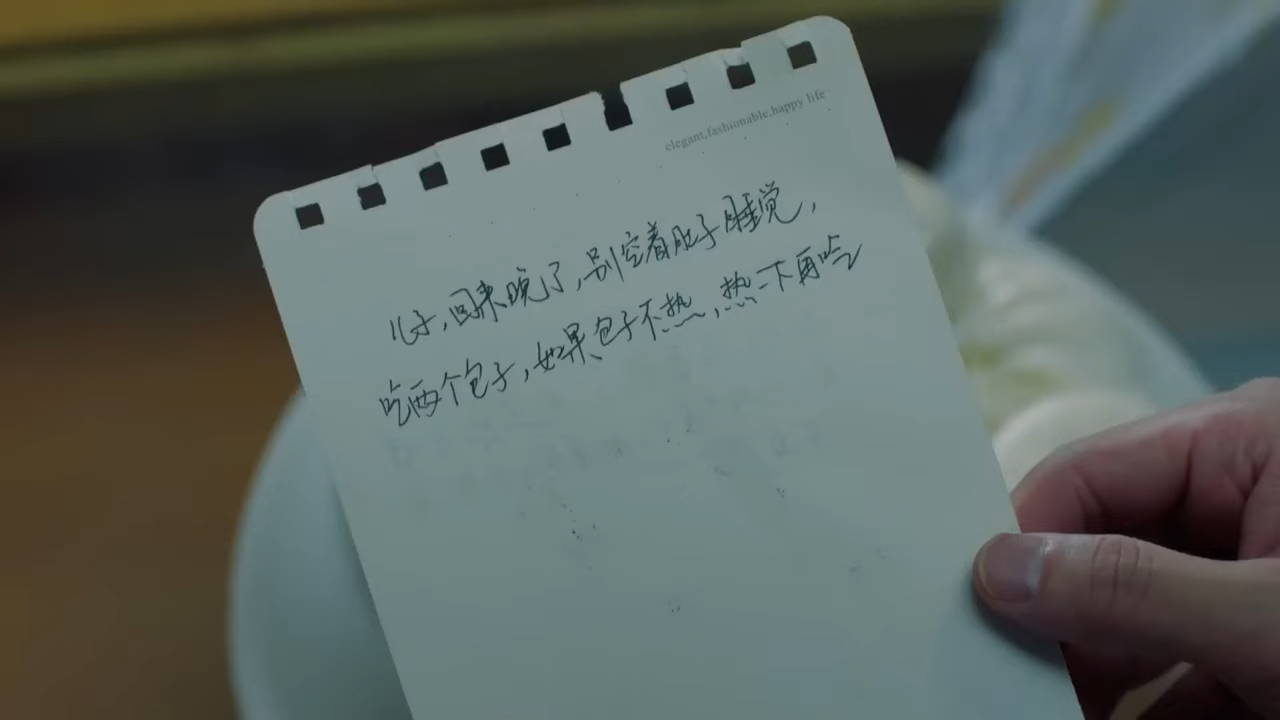 elegant,fashionable,happy life
儿子,回来晚了,别空着肚子睡觉,
吃两个包子,如果包子不热,热一下再吃